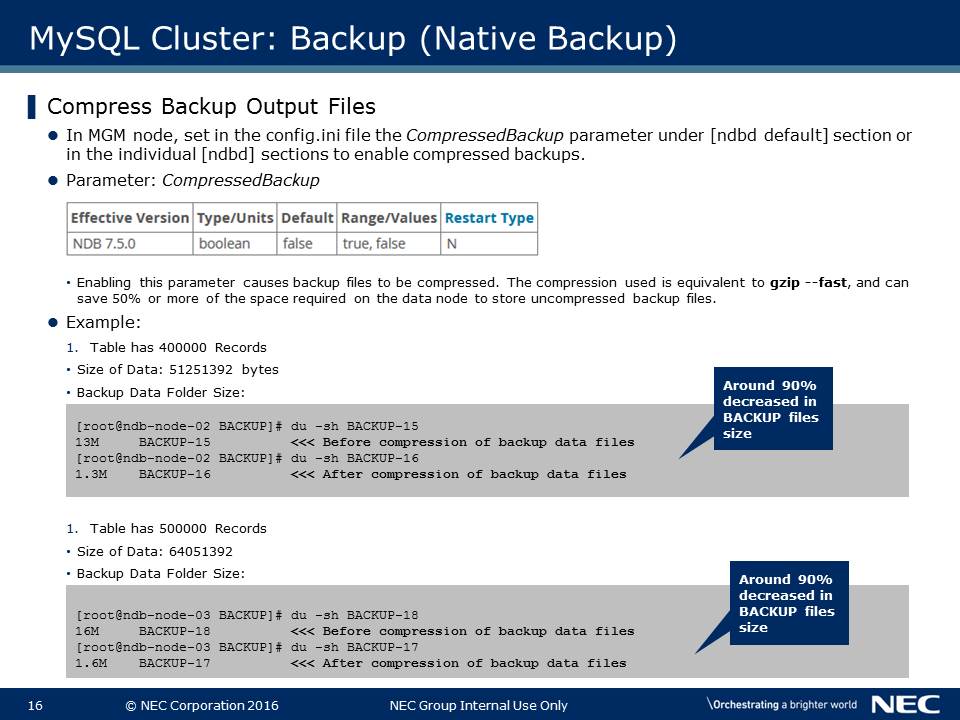 MySQL Cluster: Backup (Native Backup)
Compress Backup Output Files
In MGM node, set in the config.ini file the CompressedBackup parameter under [ndbd default] section or
in the individual [ndbd] sections to enable compressed backups.
Parameter: CompressedBackup
Effective Version Type/Units Default Range/Values Restart Type
NDB 7.5.0 boolean false true, false N
• Enabling this parameter causes backup files to be compressed. The compression used is equivalent to gzip --fast, and can
save 50% or more of the space required on the data node to store uncompressed backup files.
Example:
1. Table has 400000 Records
• Size of Data: 51251392 bytes
• Backup Data Folder Size:
Around 90%
decreased in
BACKUP files
size
[root@ndb-node-02 BACKUP]# du -sh BACKUP-15
13M BACKUP-15 <<< Before compression of backup data files
[root@ndb-node-02 BACKUP]# du -sh BACKUP-16
1.3M BACKUP-16 <<< After compression of backup data files
1. Table has 500000 Records
• Size of Data: 64051392
• Backup Data Folder Size:
Around 90%
decreased in
BACKUP files
size
[root@ndb-node-03 BACKUP]# du -sh BACKUP-18
16M BACKUP-18 <<< Before compression of backup data files
[root@ndb-node-03 BACKUP]# du -sh BACKUP-17
1.6M BACKUP-17 <<< After compression of backup data files
16 © NEC Corporation 2016 NEC Group Internal Use Only \Orchestrating a brighter world NEC